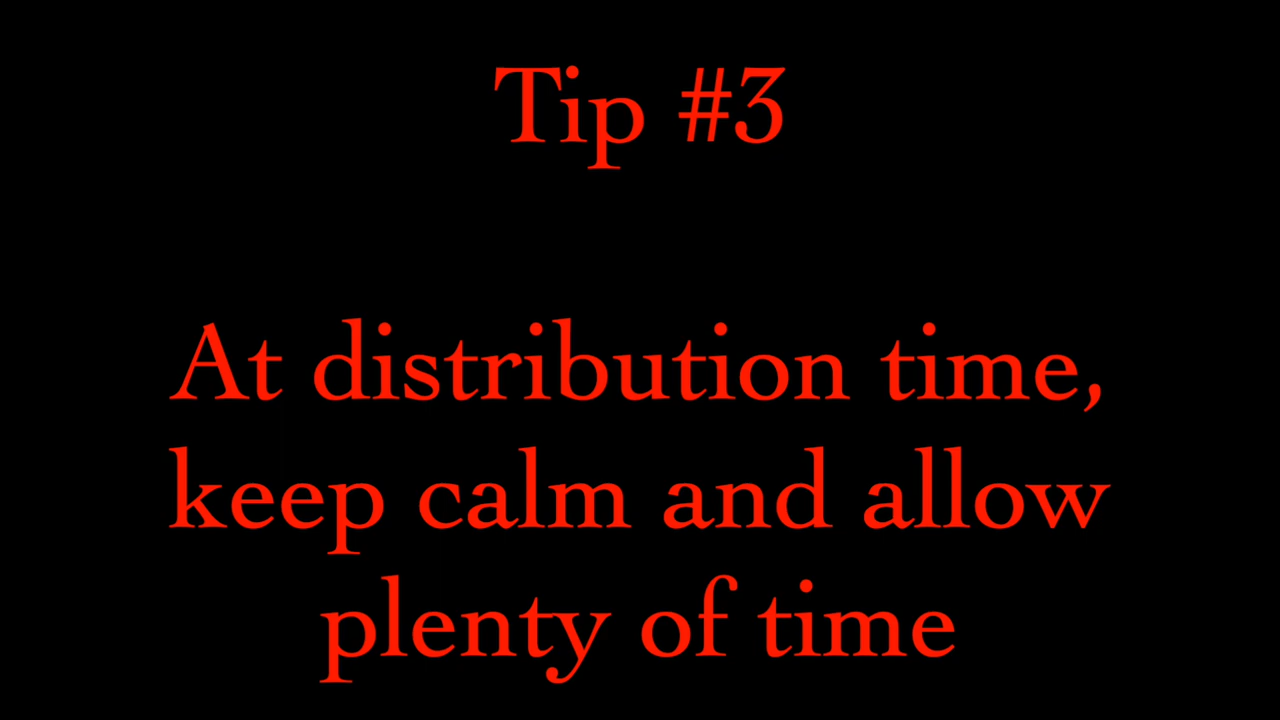 Tip #3
At distribution time,
keep calm and allow
plenty of time